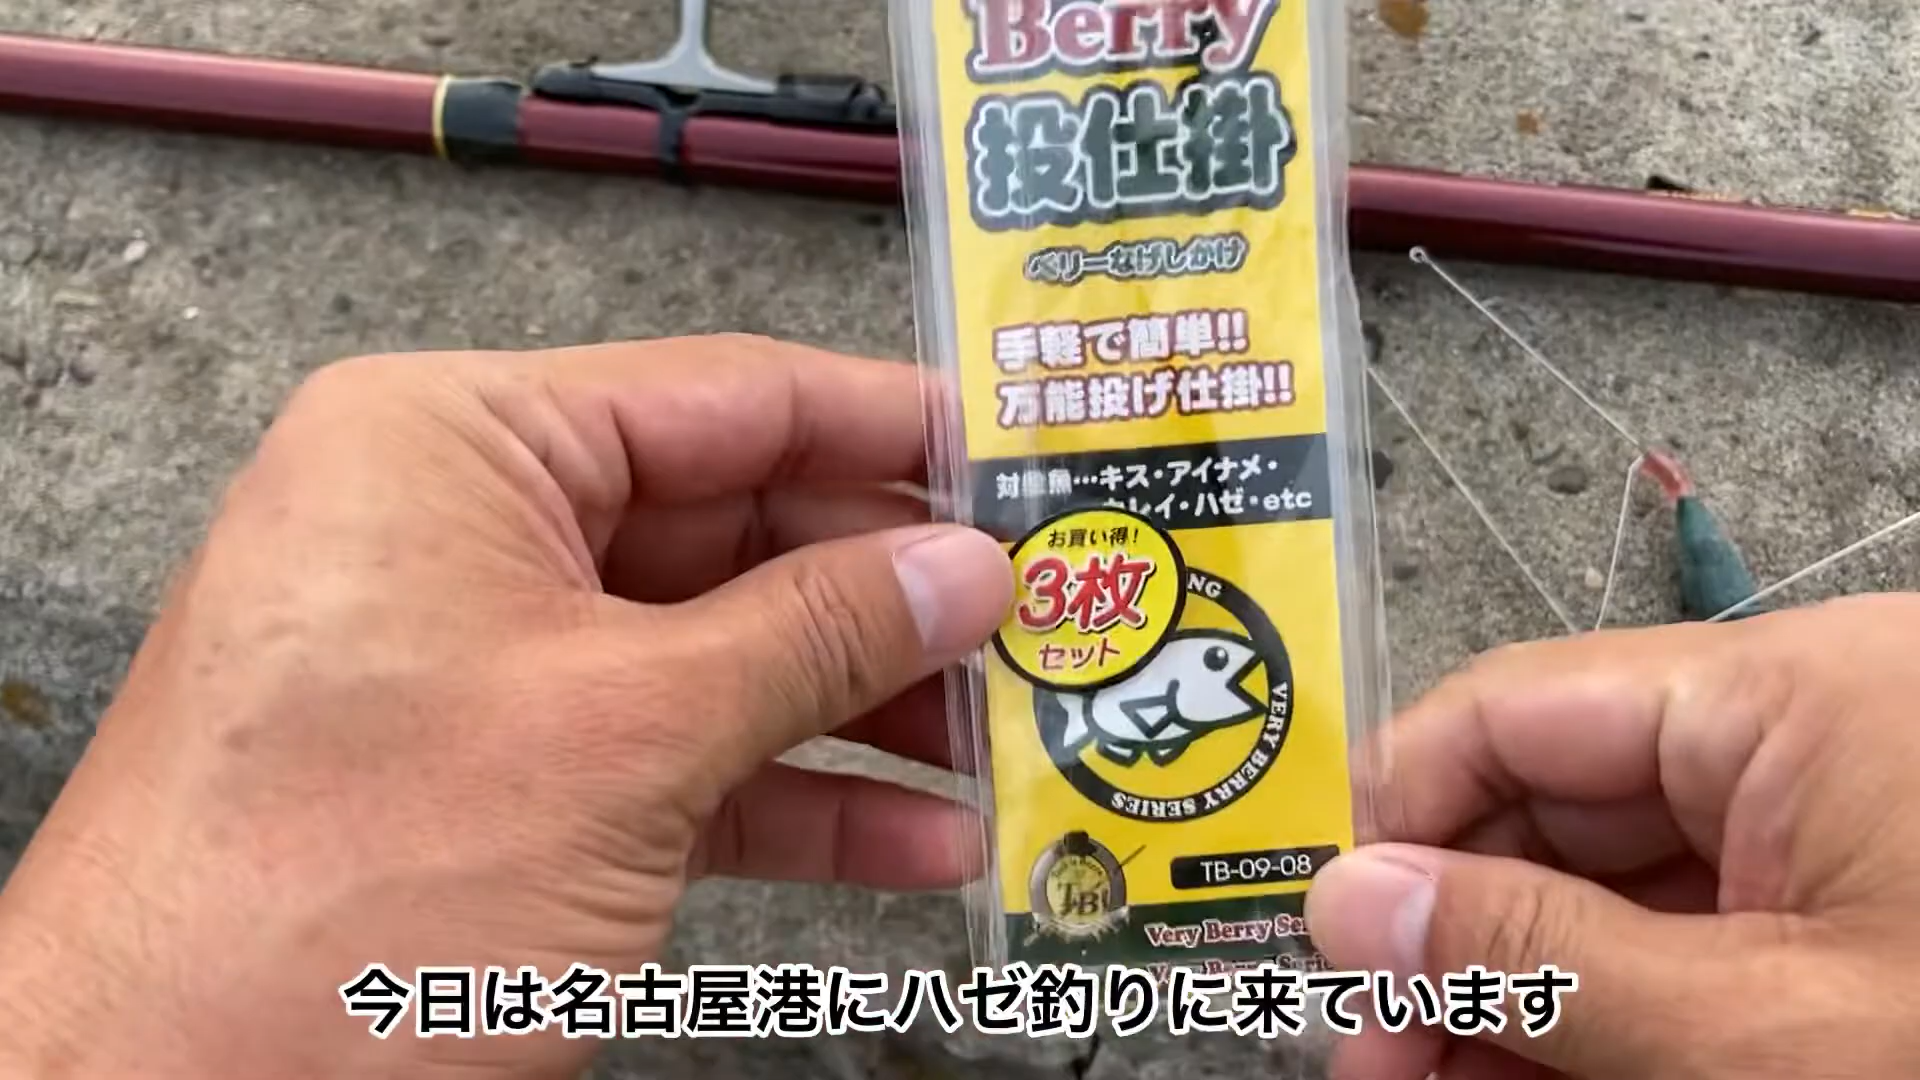 Berry
投仕掛
ベリーなげしかけ
手軽で簡単!!
万能投げ仕掛!!
対象魚…キス・アイナメ・
カレイ・ハゼ・etc
お買い得!
3枚
セット
NG
VERY BERRY SERIES
TB
TB-09-08
Very Berry Ser
今日は名古屋港にハゼ釣りに来ています